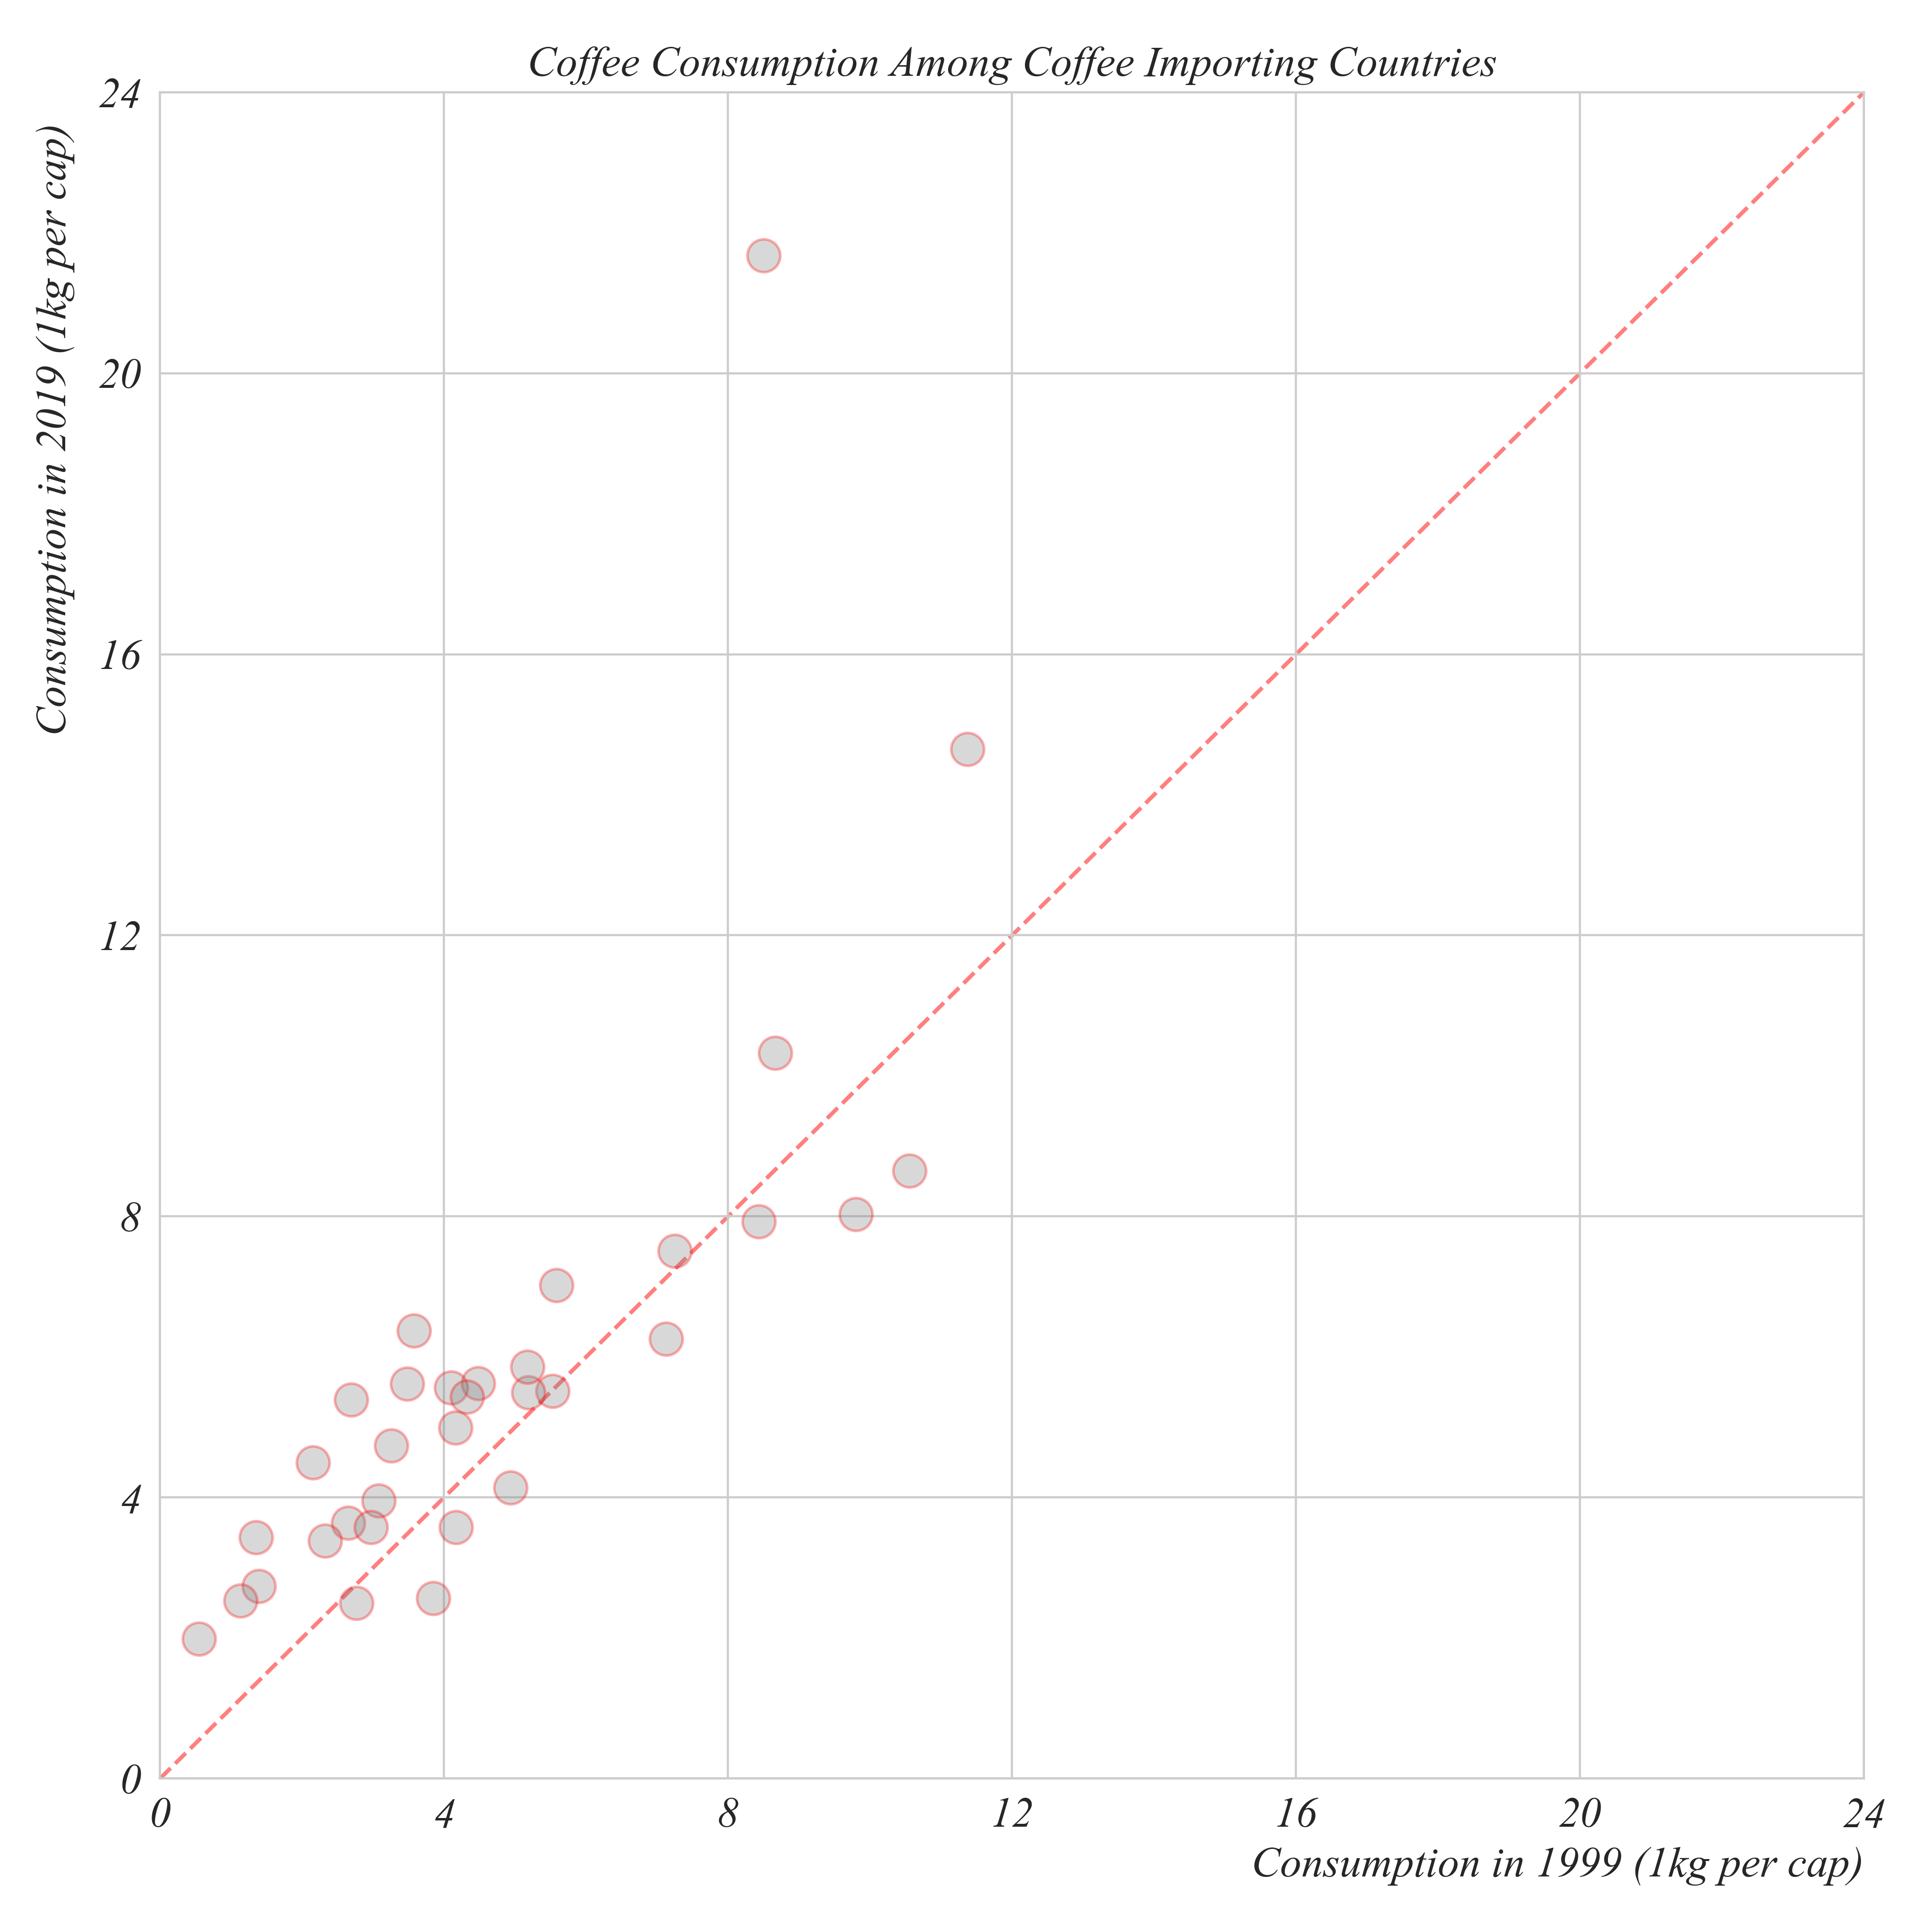 Coffee Consumption Among Coffee Importing Countries
Consumption in 2019 (1kg per cap)
24
20
16
12
8
4
0
0 4 8 12 16 20 24
Consumption in 1999 (1kg per cap)